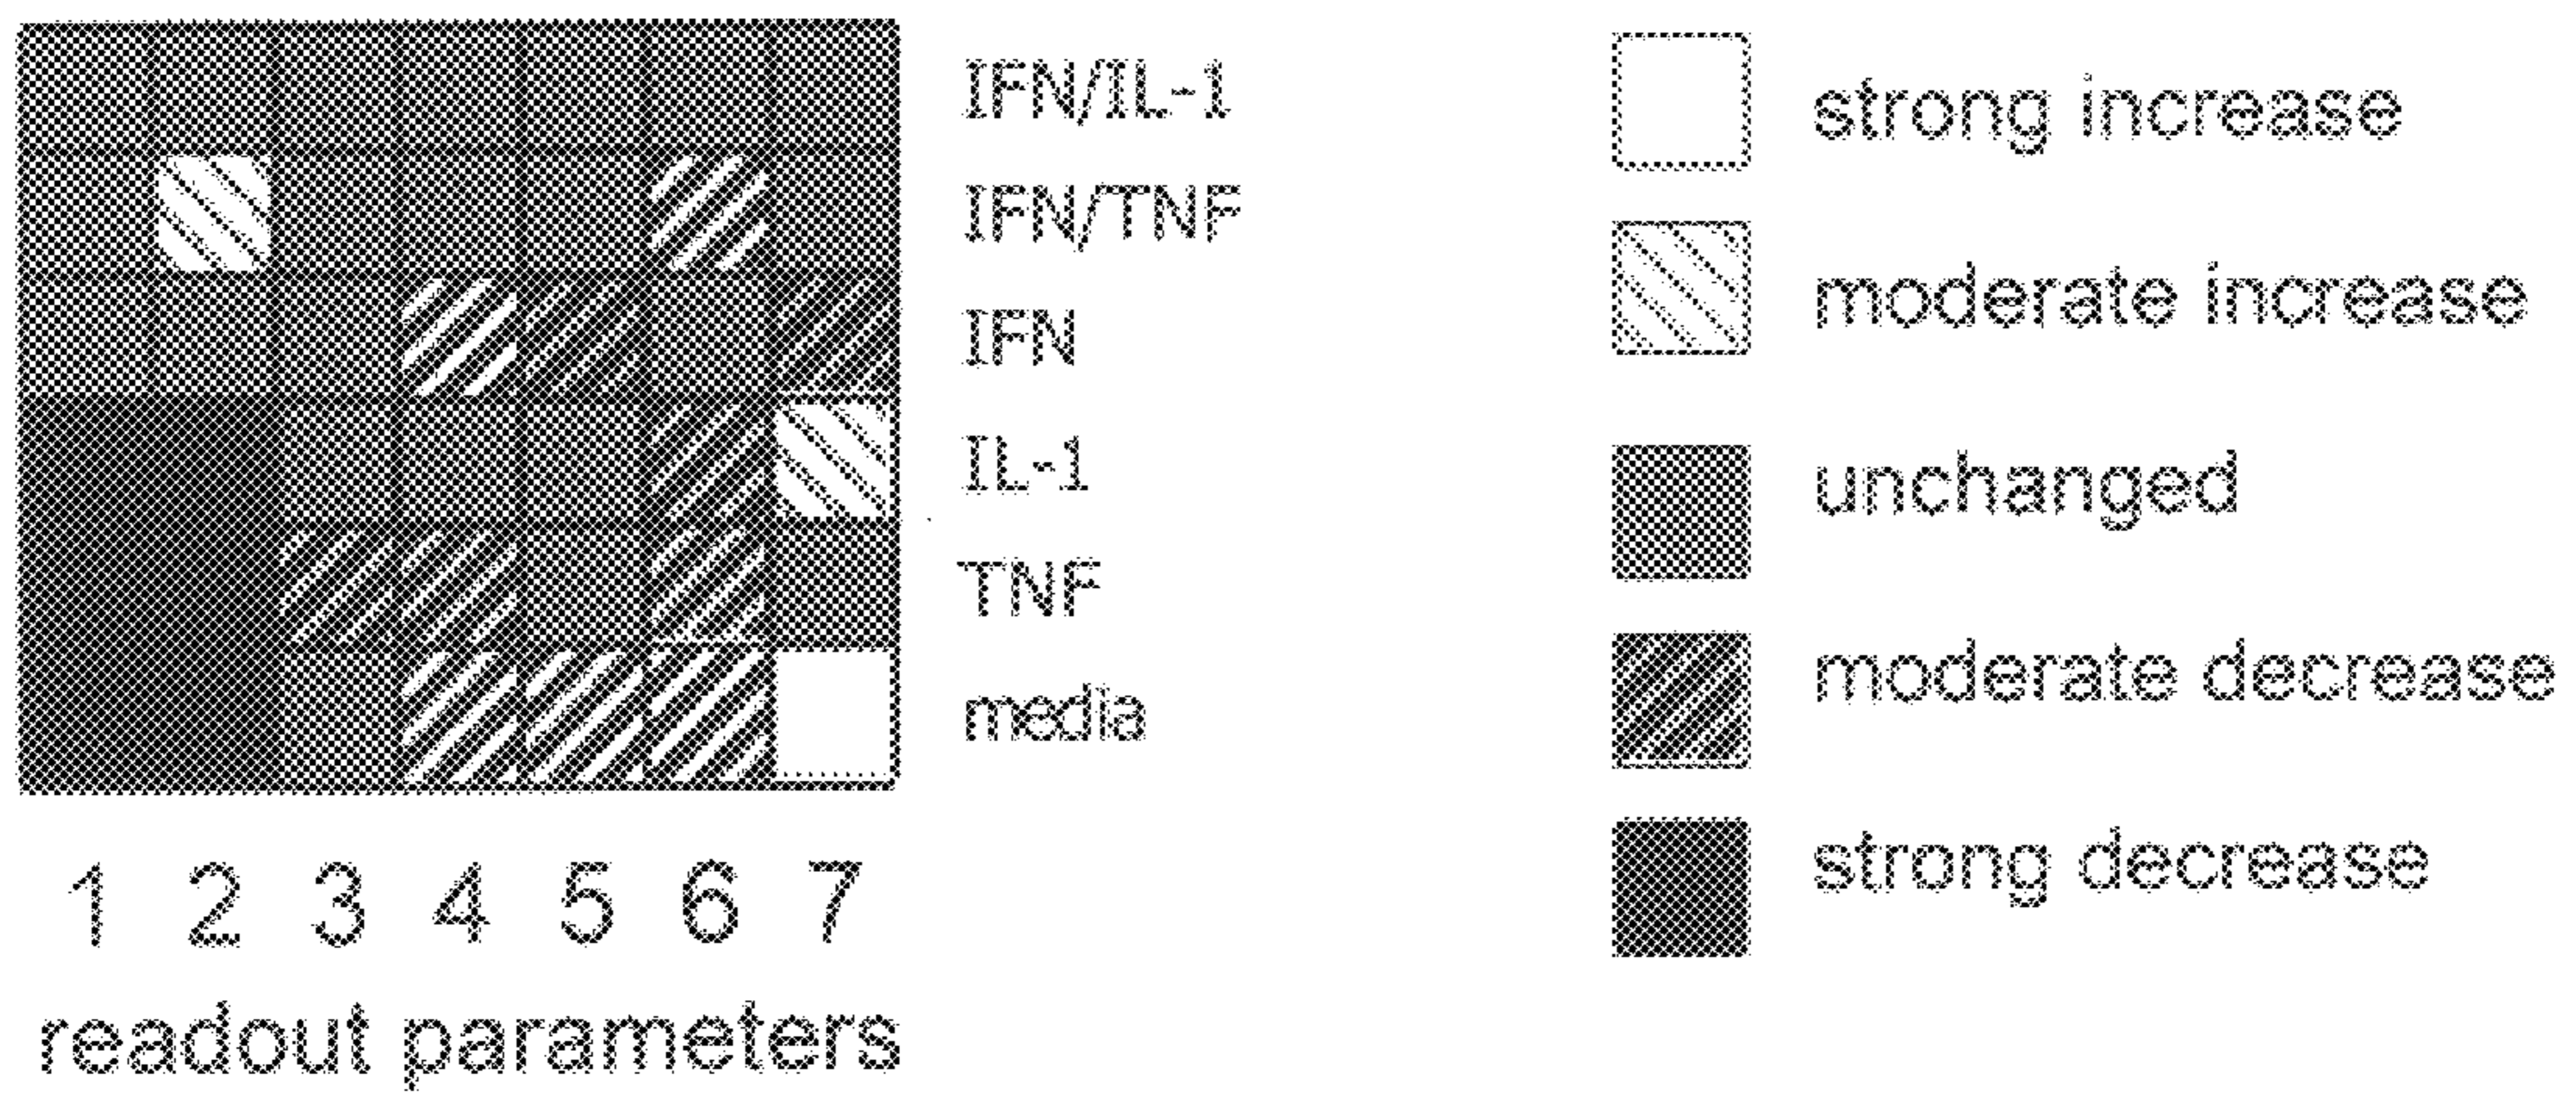 IFN/IL-1
IFN/TNF
IFN
IL-1
TNF
media
1 2 3 4 5 6 7
readout parameters
strong increase
moderate increase
unchanged
moderate decrease
strong decrease